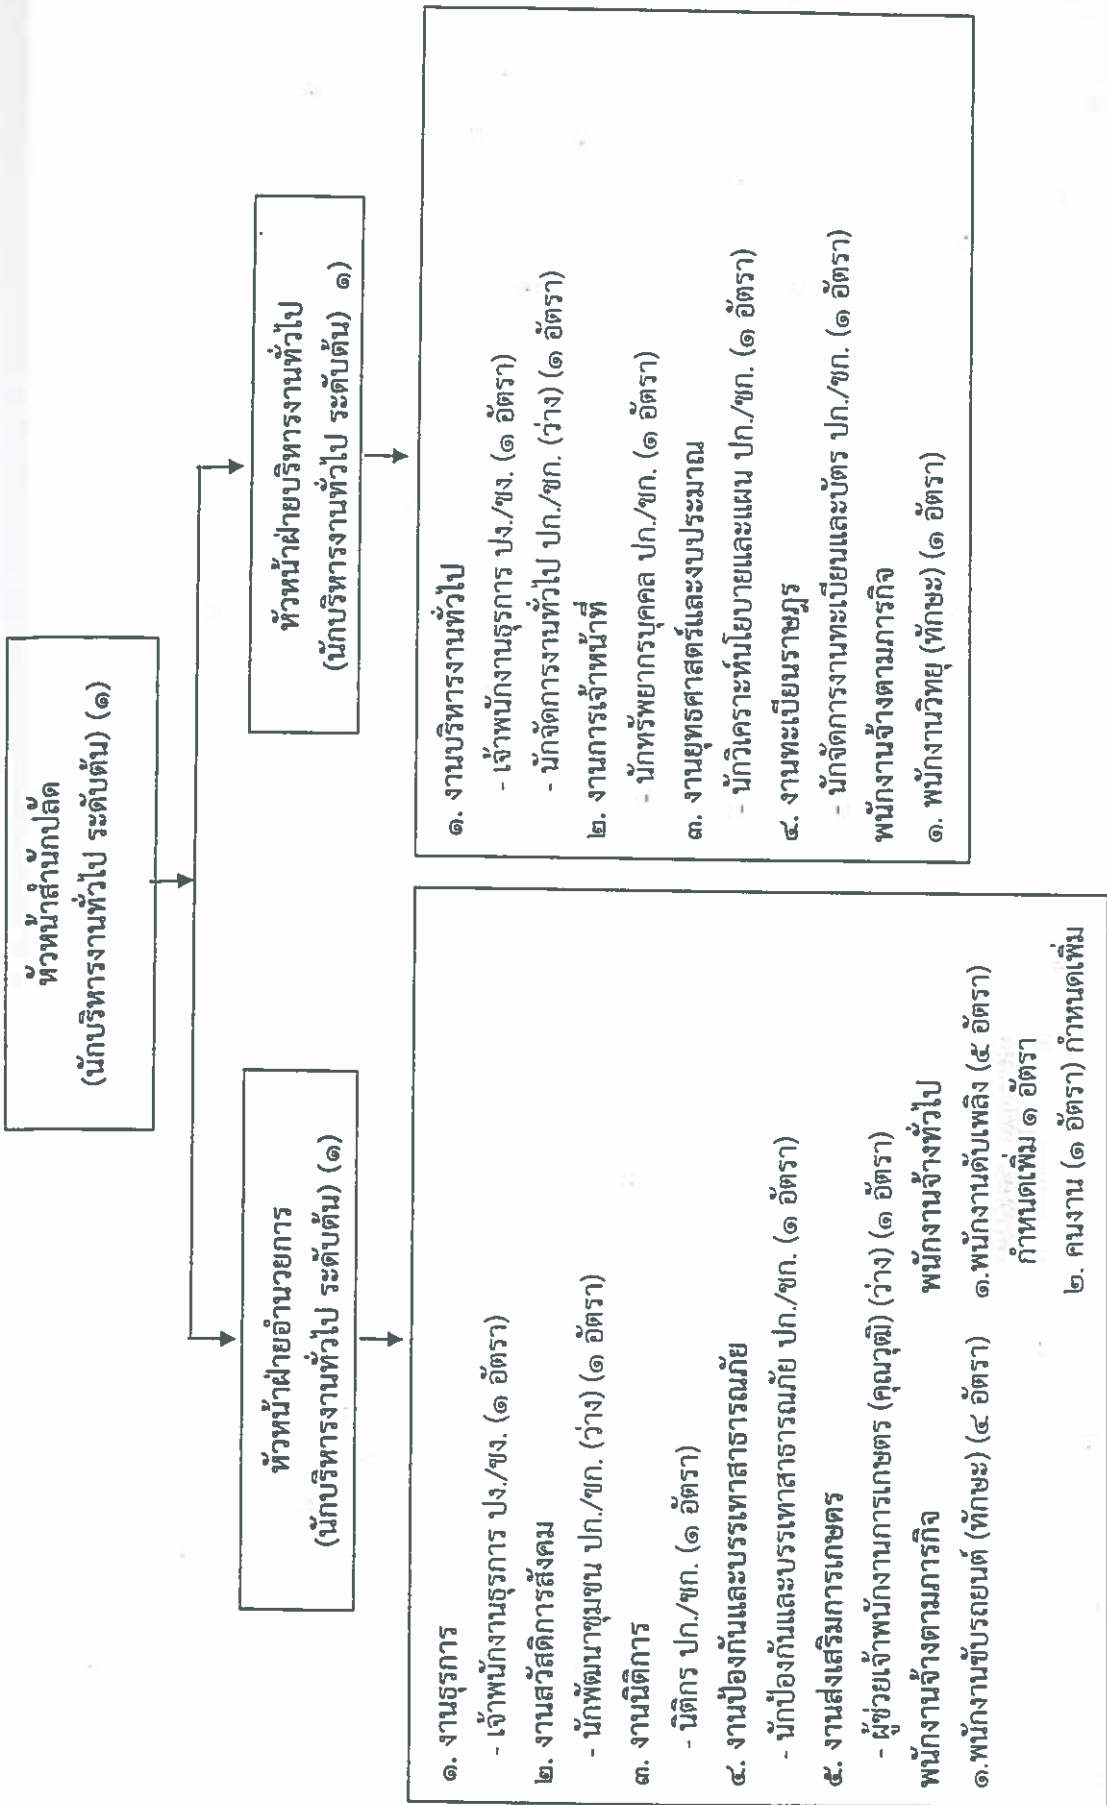 หัวหน้าสำนักปลัด
(นักบริหารงานทั่วไป ระดับต้น) (๑)
หัวหน้าฝ่ายอำนวยการ
(นักบริหารงานทั่วไป ระดับต้น) (๑)
หัวหน้าฝ่ายบริหารงานทั่วไป
(นักบริหารงานทั่วไป ระดับต้น) ๑)
๑. งานธุรการ
- เจ้าพนักงานธุรการ ปง./ชง. (๑ อัตรา)
๒. งานสวัสดิการสังคม
- นักพัฒนาชุมชน ปก./ชก. (ว่าง) (๑ อัตรา)
๓. งานนิติการ
- นิติกร ปก./ชก. (๑ อัตรา)
๔. งานป้องกันและบรรเทาสาธารณภัย
- นักป้องกันและบรรเทาสาธารณภัย ปก./ชก. (๑ อัตรา)
๕. งานส่งเสริมการเกษตร
- ผู้ช่วยเจ้าพนักงานการเกษตร (คุณวุฒิ) (ว่าง) (๑ อัตรา)
พนักงานจ้างตามภารกิจ
๑.พนักงานขับรถยนต์ (ทักษะ) (๔ อัตรา)
พนักงานจ้างทั่วไป
๑.พนักงานดับเพลิง (๕ อัตรา)
กำหนดเพิ่ม ๑ อัตรา
๒. คนงาน (๑ อัตรา) กำหนดเพิ่ม
๑. งานบริหารงานทั่วไป
- เจ้าพนักงานธุรการ ปง./ชง. (๑ อัตรา)
- นักจัดการงานทั่วไป ปก./ชก. (ว่าง) (๑ อัตรา)
๒. งานการเจ้าหน้าที่
- นักทรัพยากรบุคคล ปก./ชก. (๑ อัตรา)
๓. งานยุทธศาสตร์และงบประมาณ
- นักวิเคราะห์นโยบายและแผน ปก./ชก. (๑ อัตรา)
๔. งานทะเบียนราษฎร
- นักจัดการงานทะเบียนและบัตร ปก./ชก. (๑ อัตรา)
พนักงานจ้างตามภารกิจ
๑. พนักงานวิทยุ (ทักษะ) (๑ อัตรา)